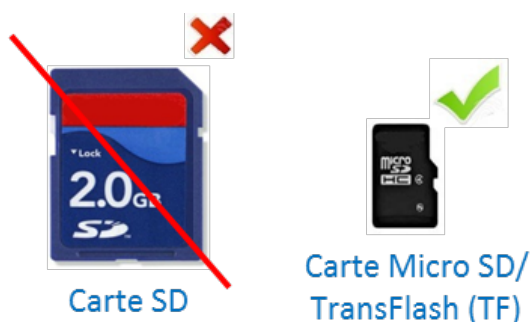 Lock
2.0GB
SD
Carte SD
micro
SD
HC
Carte Micro SD/
TransFlash (TF)